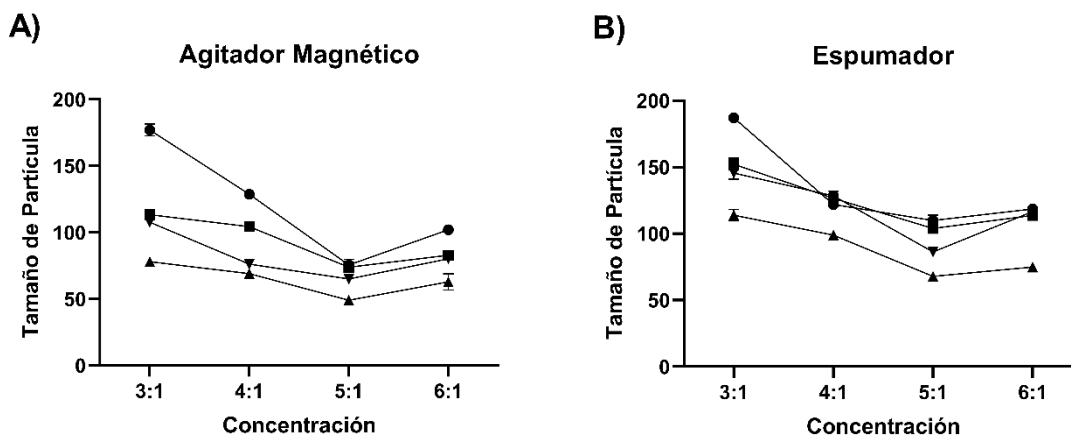 A)
Agitador Magnético
Tamaño de Partícula
200
150
100
50
0
3:1 4:1 5:1 6:1
Concentración
B)
Espumador
Tamaño de Partícula
200
150
100
50
0
3:1 4:1 5:1 6:1
Concentración